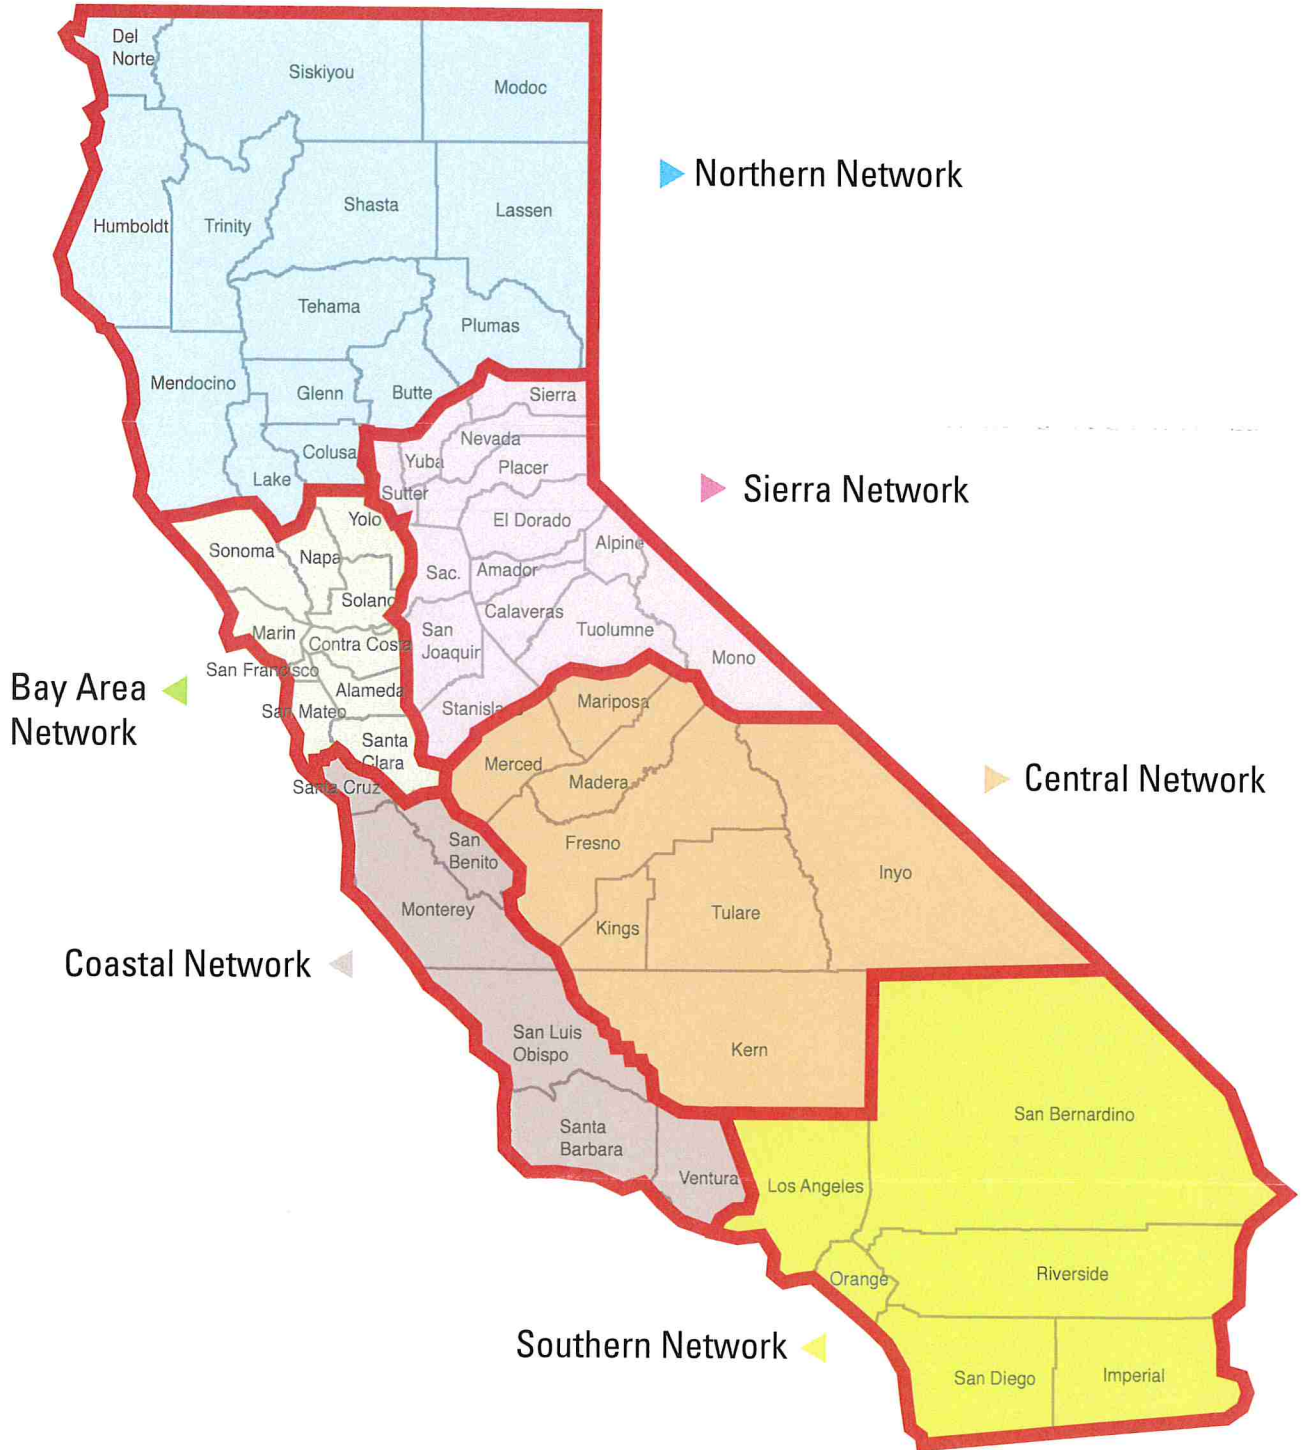 Del
Norte
Siskiyou
Modoc
Northern Network
Humboldt
Trinity
Shasta
Lassen
Tehama
Plumas
Mendocino
Glenn
Butte
Sierra
Nevada
Colusa
Yuba
Placer
Lake
Sutter
Sierra Network
Yolo
El Dorado
Sonoma
Napa
Alpine
Sac.
Amador
Solano
Calaveras
Marin
Contra Costa
San
Joaquin
Tuolumne
Mono
San Francisco
Bay Area
Network
Alameda
San Mateo
Stanisla
Mariposa
Santa
Clara
Merced
Madera
Central Network
Santa Cruz
San
Benito
Fresno
Inyo
Monterey
Kings
Tulare
Coastal Network
San Luis
Obispo
Kern
San Bernardino
Santa
Barbara
Ventura
Los Angeles
Orange
Riverside
Southern Network
San Diego
Imperial